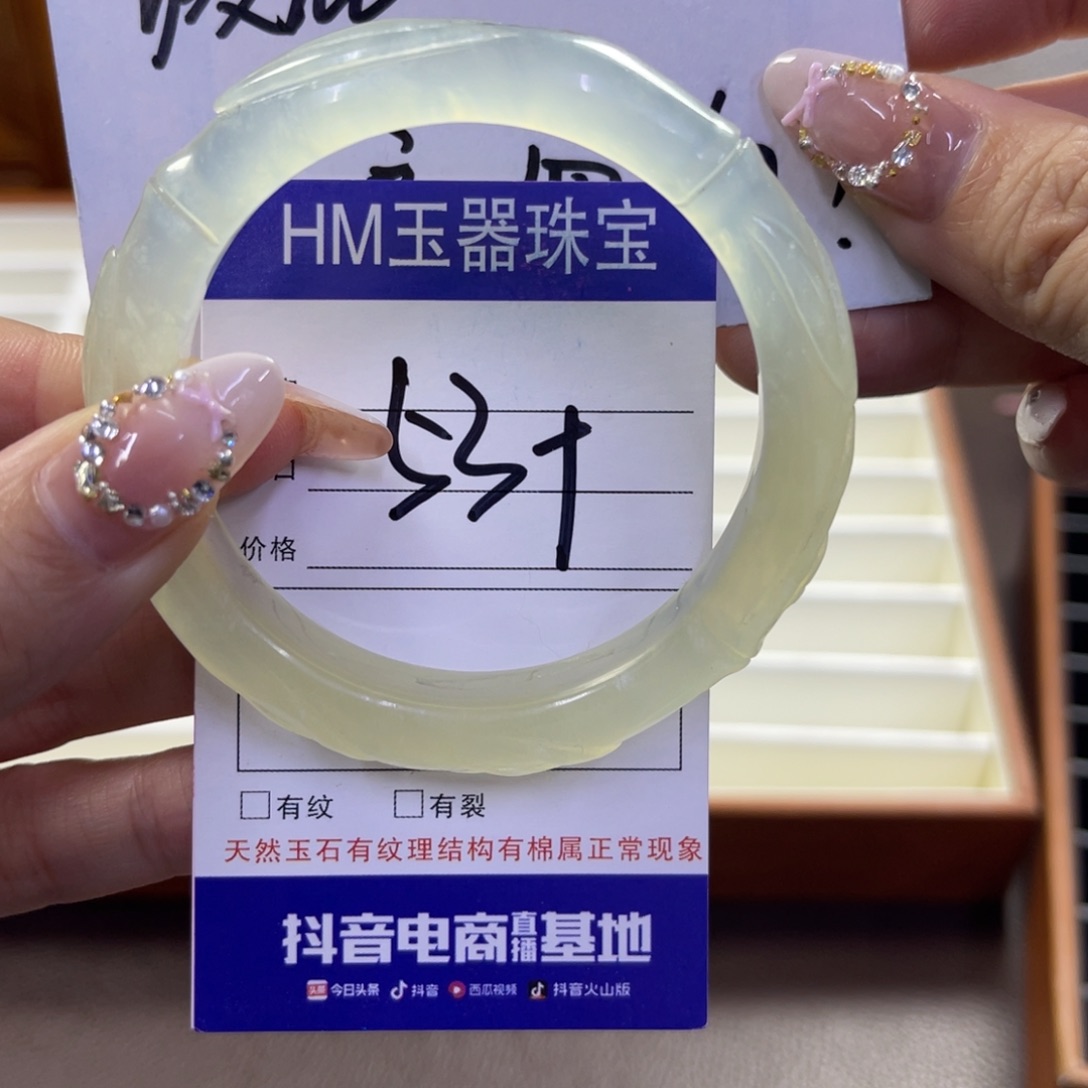 HM玉器珠宝
53+
价格
有纹 有裂
天然玉石有纹理结构有棉属正常现象
抖音电商直播基地
今日头条 抖音 西瓜视频 抖音火山版